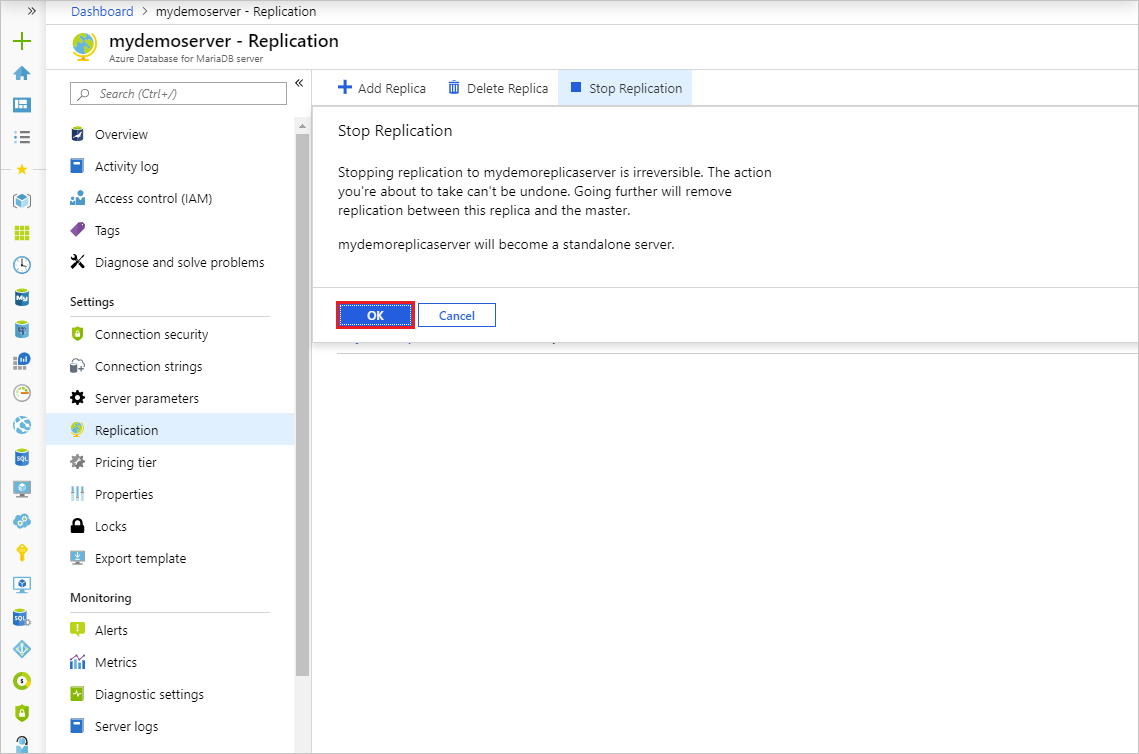 Dashboard > mydemoserver - Replication
mydemoserver - Replication
Azure Database for MariaDB server
Search (Ctrl+/)
Overview
Activity log
Access control (IAM)
Tags
Diagnose and solve problems
Settings
Connection security
Connection strings
Server parameters
Replication
Pricing tier
Properties
Locks
Export template
Monitoring
Alerts
Metrics
Diagnostic settings
Server logs
Add Replica
Delete Replica
Stop Replication
Stop Replication
Stopping replication to mydemoreplicaserver is irreversible. The action
you're about to take can't be undone. Going further will remove
replication between this replica and the master.
mydemoreplicaserver will become a standalone server.
OK
Cancel